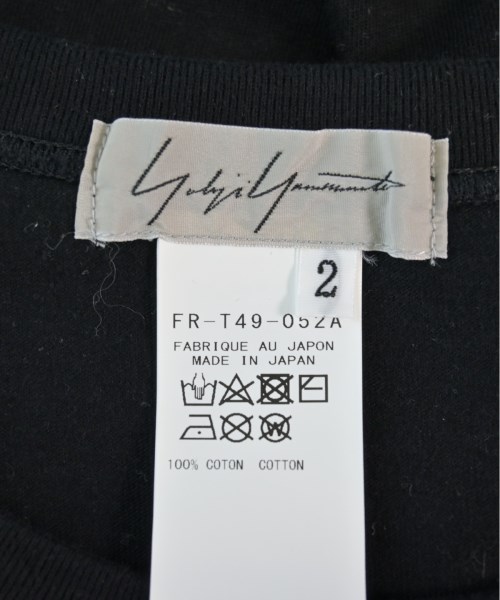 Yohji Yamamoto
2
FR-T49-052A
FABRIQUE AU JAPON
MADE IN JAPAN
W
100% COTON COTTON